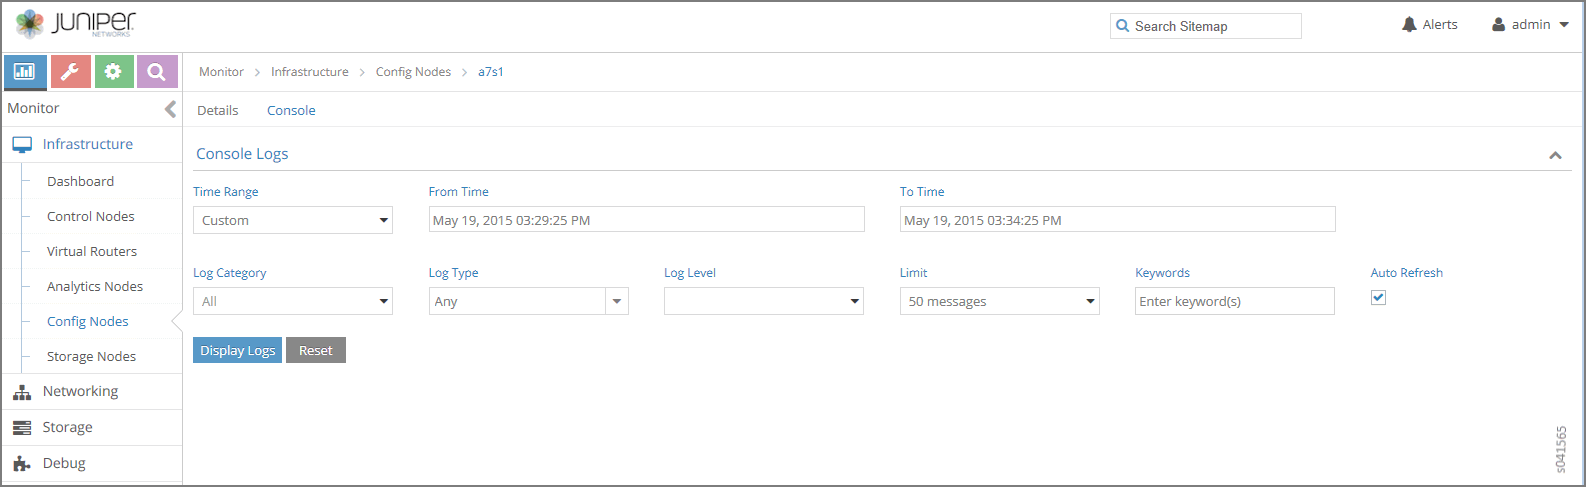 JUNIPER
NETWORKS
Search Sitemap
Alerts
admin
Monitor
Infrastructure
Config Nodes
a7s1
Monitor
Details
Console
Infrastructure
Console Logs
Dashboard
Control Nodes
Virtual Routers
Analytics Nodes
Config Nodes
Storage Nodes
Networking
Storage
Debug
Time Range
From Time
To Time
Custom
May 19, 2015 03:29:25 PM
May 19, 2015 03:34:25 PM
Log Category
Log Type
Log Level
Limit
Keywords
Auto Refresh
All
Any
50 messages
Enter keyword(s)
Display Logs
Reset
s041565